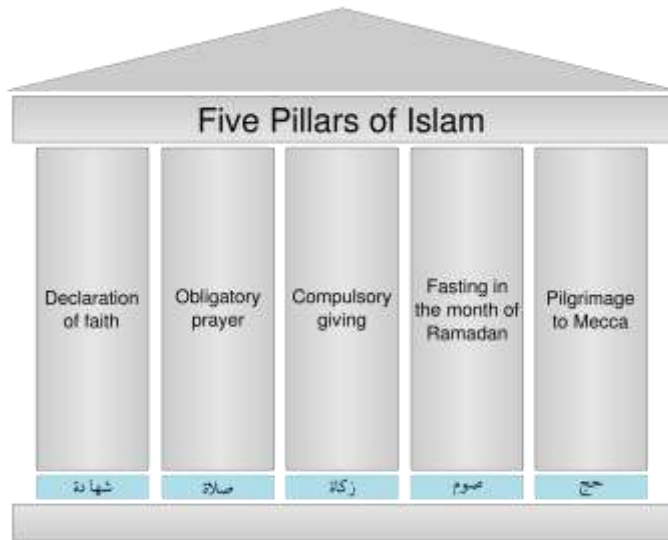 Five Pillars of Islam
Declaration
of faith
Obligatory
prayer
Compulsory
giving
Fasting in
the month of
Ramadan
Pilgrimage
to Mecca
شهادة
صلاة
زكاة
صوم
حج